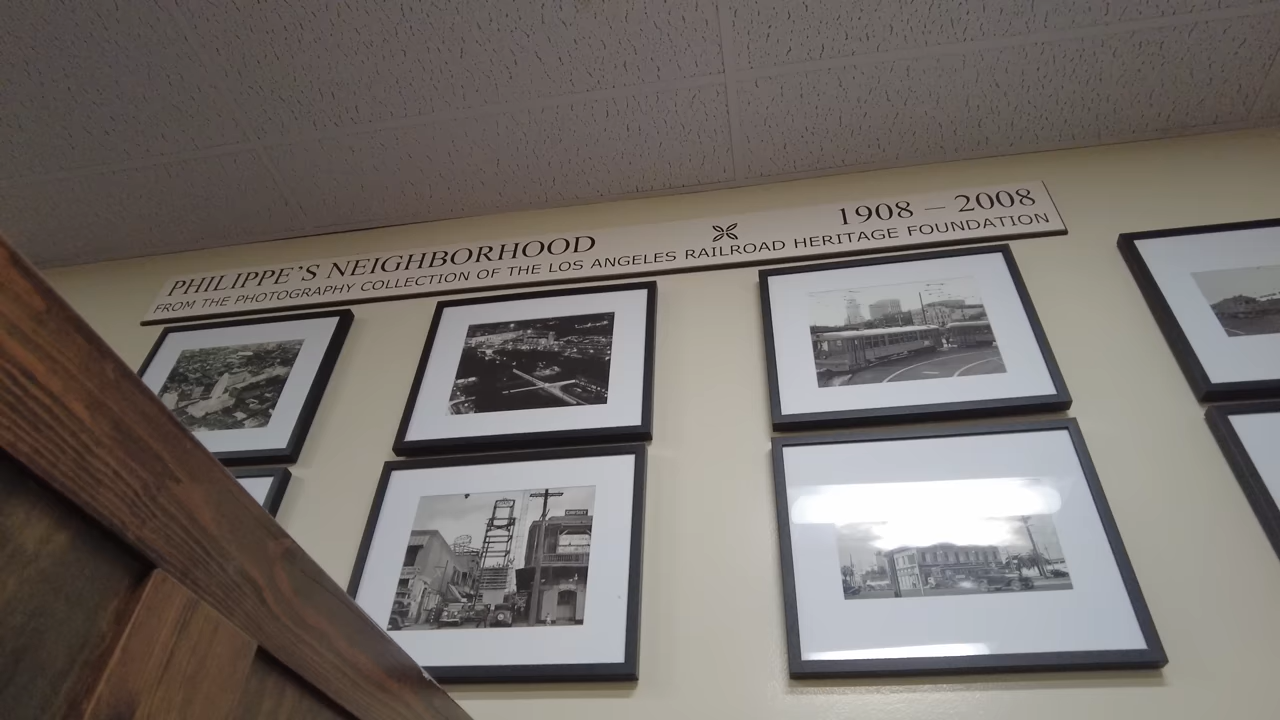 PHILIPPE'S NEIGHBORHOOD 1908 – 2008
FROM THE PHOTOGRAPHY COLLECTION OF THE LOS ANGELES RAILROAD HERITAGE FOUNDATION